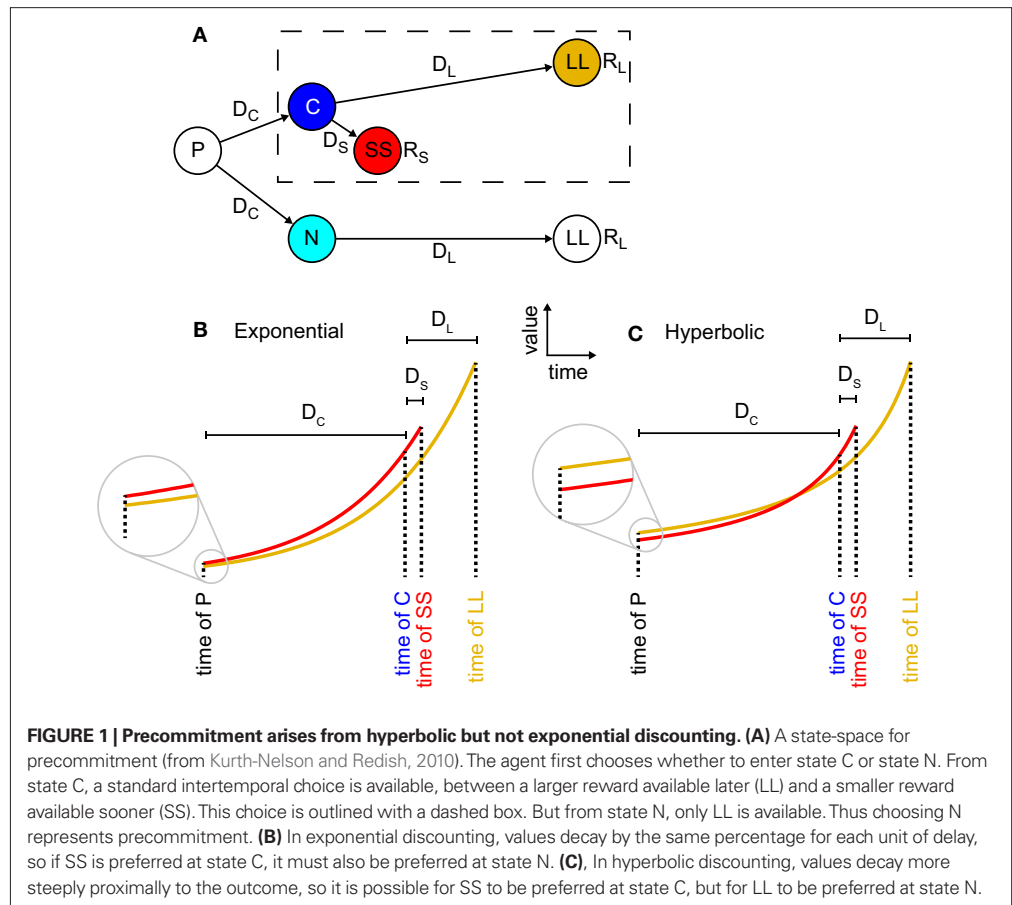 A
D_L
LL R_L
C
D_C
D_S
P
SS R_S
D_C
N
D_L
LL R_L
B Exponential
D_L
D_S
D_C
value
time
C Hyperbolic
D_L
D_S
D_C
time of P
time of C
time of SS
time of LL
time of P
time of C
time of SS
time of LL
FIGURE 1 | Precommitment arises from hyperbolic but not exponential discounting. (A) A state-space for
precommitment (from Kurth-Nelson and Redish, 2010). The agent first chooses whether to enter state C or state N. From
state C, a standard intertemporal choice is available, between a larger reward available later (LL) and a smaller reward
available sooner (SS). This choice is outlined with a dashed box. But from state N, only LL is available. Thus choosing N
represents precommitment. (B) In exponential discounting, values decay by the same percentage for each unit of delay,
so if SS is preferred at state C, it must also be preferred at state N. (C), In hyperbolic discounting, values decay more
steeply proximally to the outcome, so it is possible for SS to be preferred at state C, but for LL to be preferred at state N.